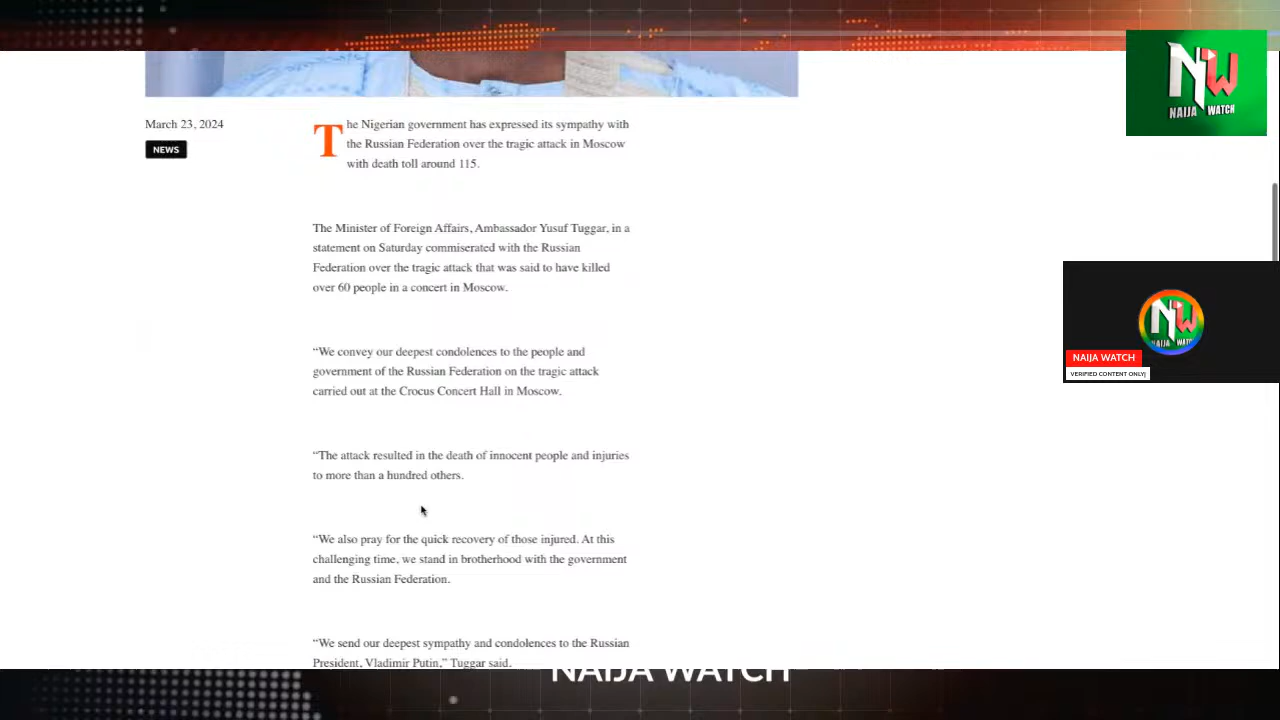 NW
NAIJA WATCH
March 23, 2024
NEWS
The Nigerian government has expressed its sympathy with
the Russian Federation over the tragic attack in Moscow
with death toll around 115.
The Minister of Foreign Affairs, Ambassador Yusuf Tuggar, in a
statement on Saturday commiserated with the Russian
Federation over the tragic attack that was said to have killed
over 60 people in a concert in Moscow.
“We convey our deepest condolences to the people and
government of the Russian Federation on the tragic attack
carried out at the Crocus Concert Hall in Moscow.
“The attack resulted in the death of innocent people and injuries
to more than a hundred others.
“We also pray for the quick recovery of those injured. At this
challenging time, we stand in brotherhood with the government
and the Russian Federation.
“We send our deepest sympathy and condolences to the Russian
President, Vladimir Putin,” Tuggar said.
NW
NAIJA WATCH
NAIJA WATCH
VERIFIED CONTENT ONLY|
NAIJA WATCH